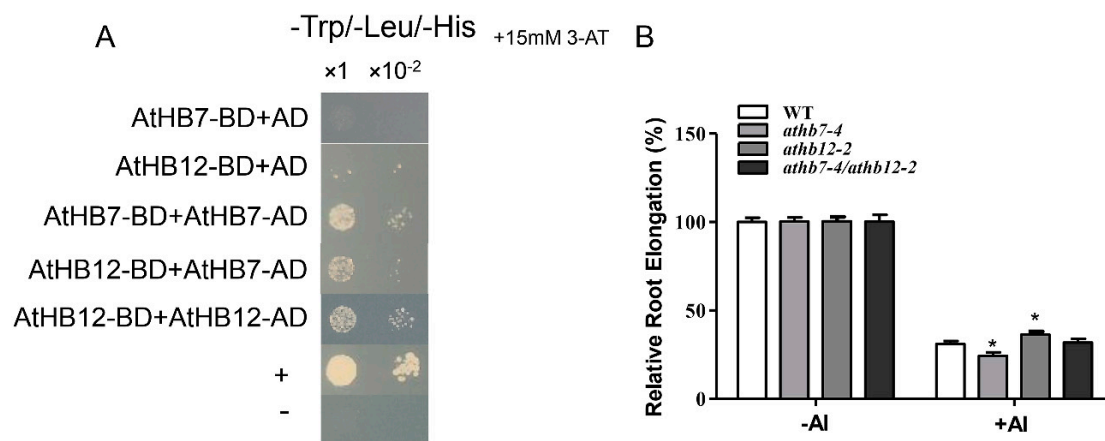 A
-Trp/-Leu/-His +15mM 3-AT
×1 ×10-2
AtHB7-BD+AD
AtHB12-BD+AD
AtHB7-BD+AtHB7-AD
AtHB12-BD+AtHB7-AD
AtHB12-BD+AtHB12-AD
+
-
B
WT
athb7-4
athb12-2
athb7-4/athb12-2
Relative Root Elongation (%)
150
100
50
0
* *
-Al +Al